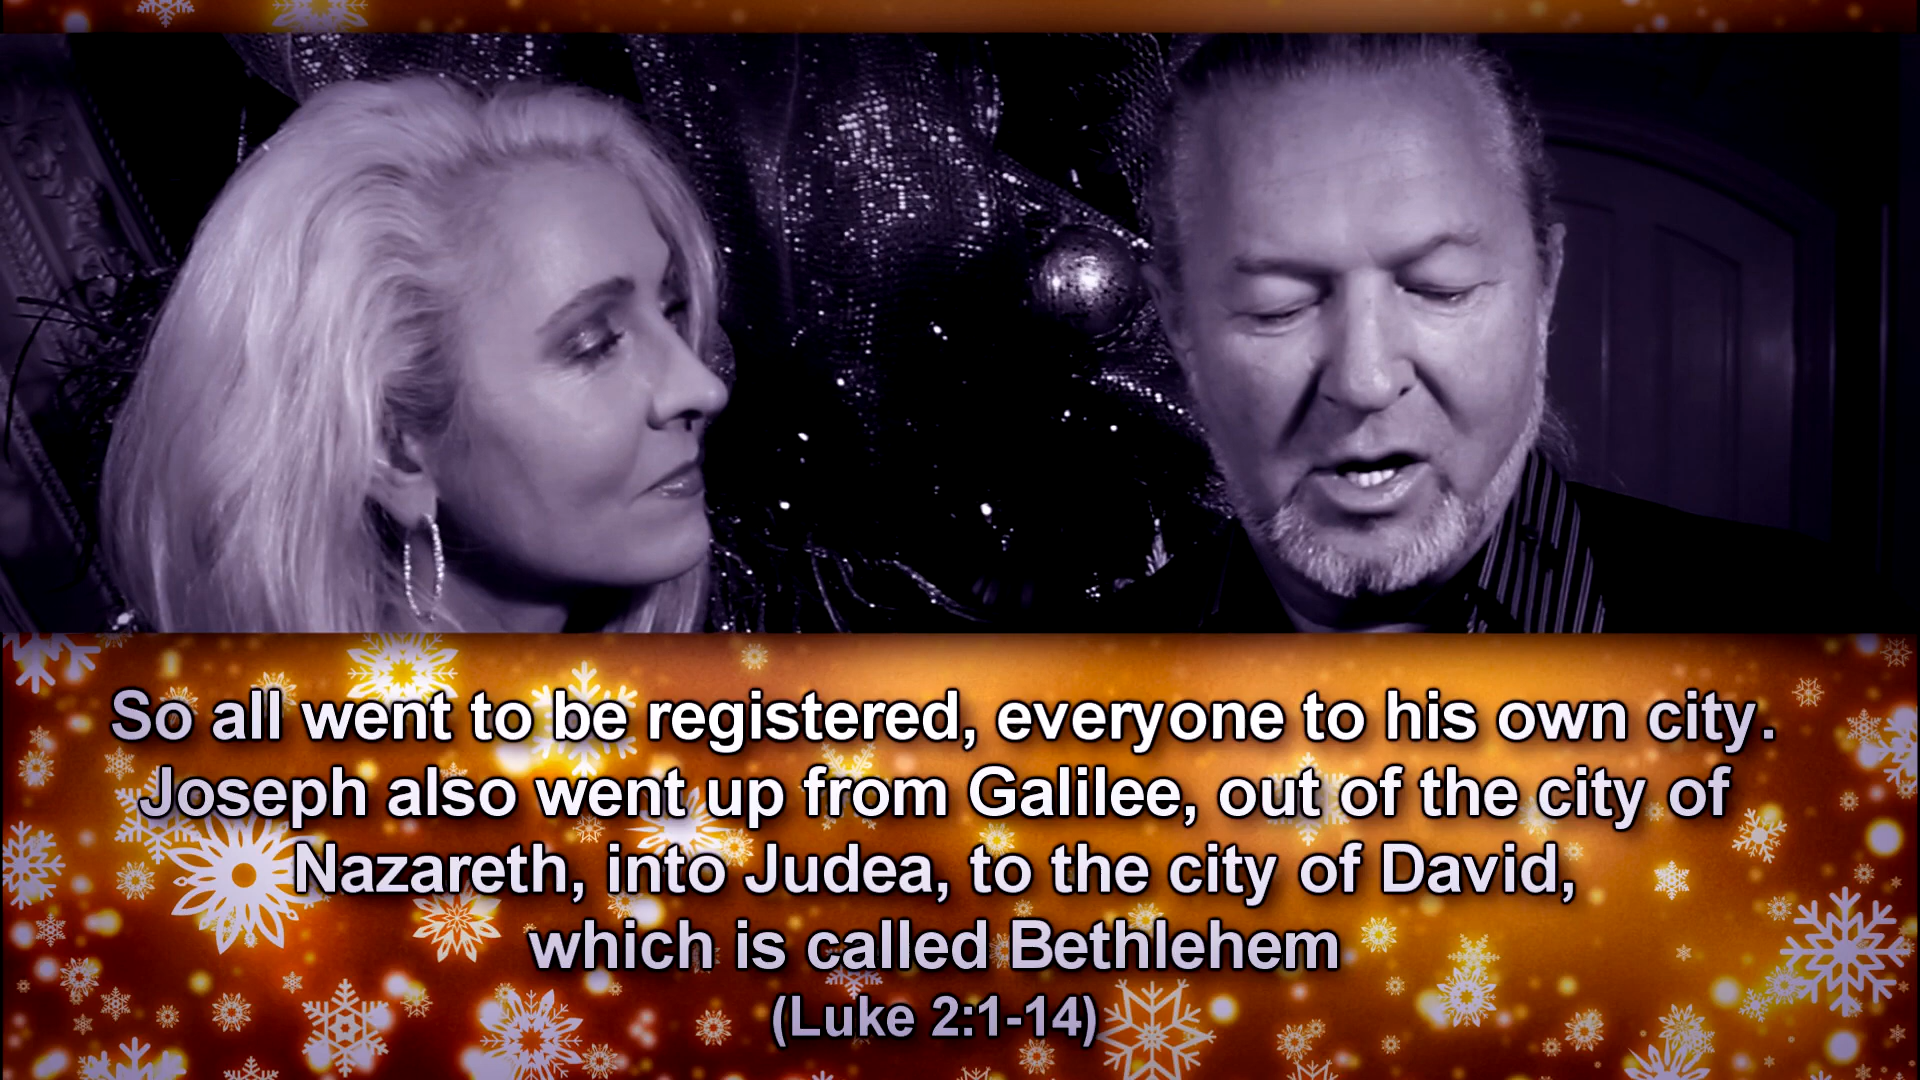 So all went to be registered, everyone to his own city.
Joseph also went up from Galilee, out of the city of
Nazareth, into Judea, to the city of David,
which is called Bethlehem
(Luke 2:1-14)